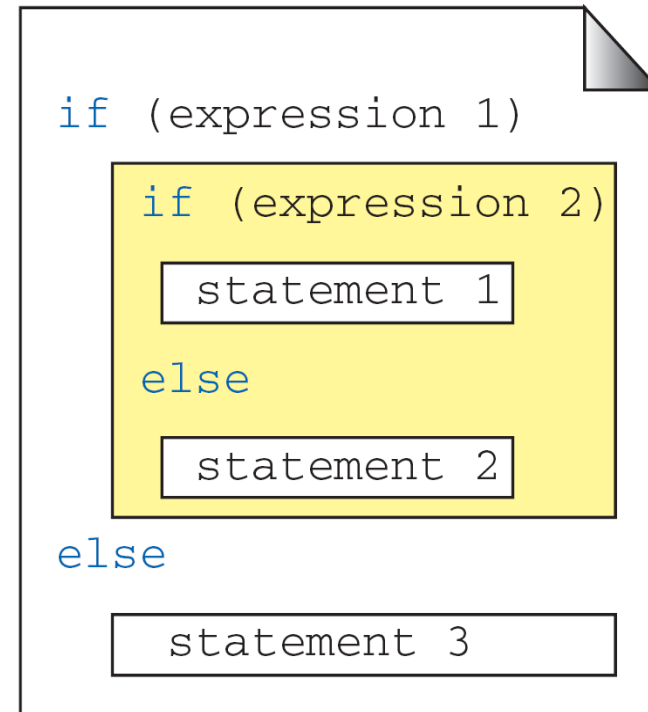 if (expression 1)
if (expression 2)
statement 1
else
statement 2
else
statement 3